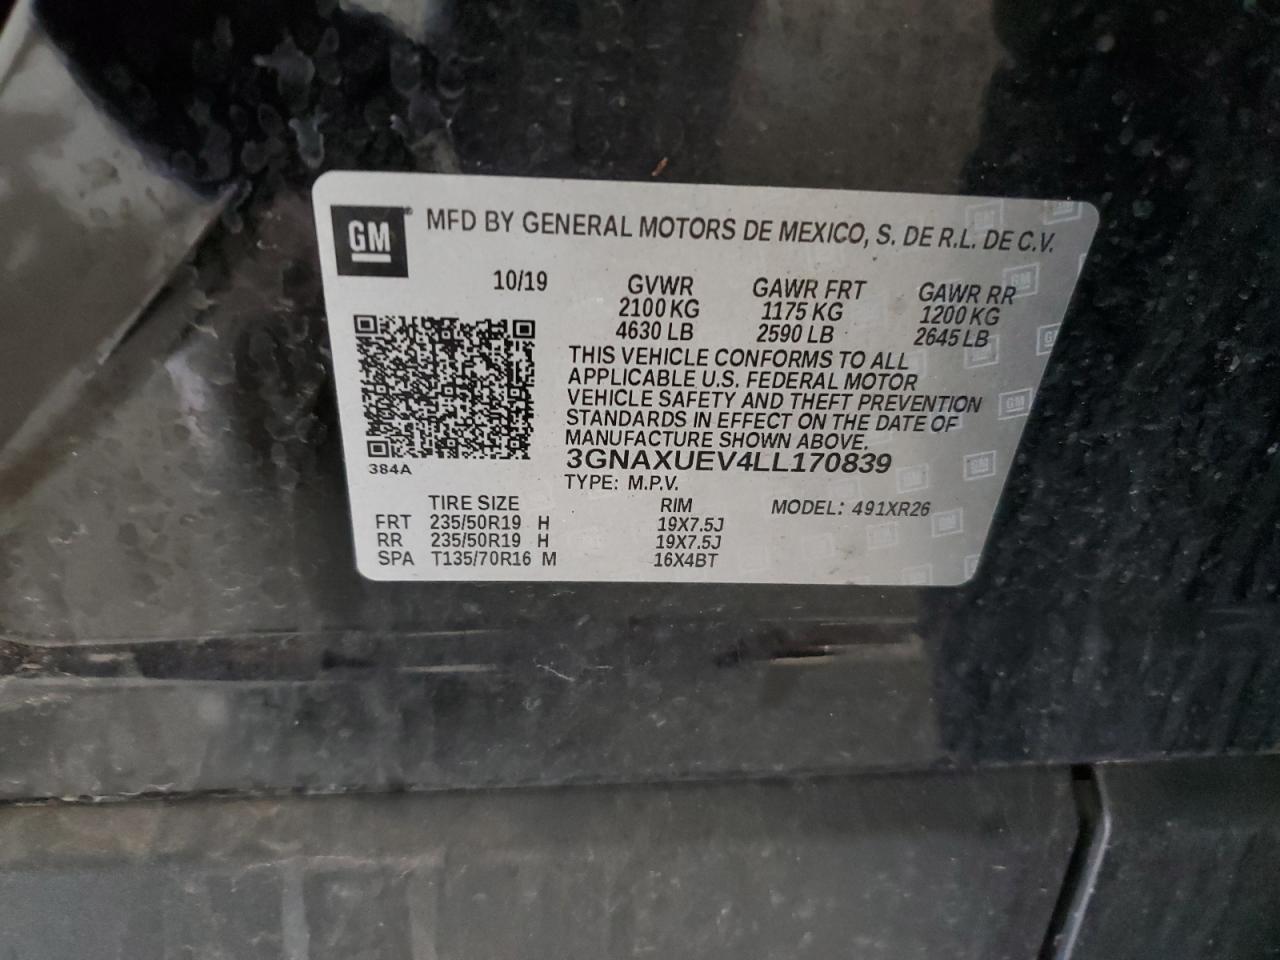 GM
MFD BY GENERAL MOTORS DE MEXICO, S. DE R.L. DE C.V.
10/19 GVWR GAWR FRT GAWR RR
2100 KG 1175 KG 1200 KG
4630 LB 2590 LB 2645 LB
THIS VEHICLE CONFORMS TO ALL
APPLICABLE U.S. FEDERAL MOTOR
VEHICLE SAFETY AND THEFT PREVENTION
STANDARDS IN EFFECT ON THE DATE OF
MANUFACTURE SHOWN ABOVE.
3GNAXUEV4LL170839
384A
TYPE: M.P.V.
TIRE SIZE RIM MODEL: 491XR26
FRT 235/50R19 H 19X7.5J
RR 235/50R19 H 19X7.5J
SPA T135/70R16 M 16X4BT